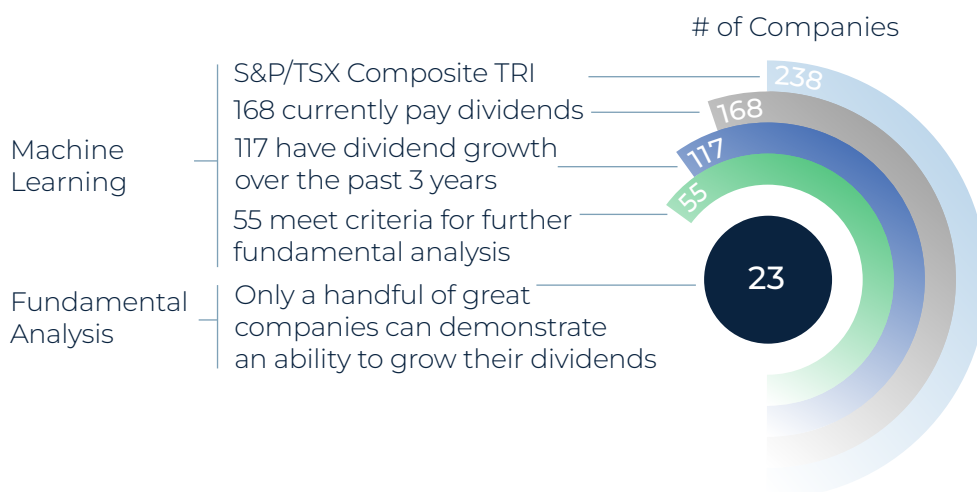 # of Companies
S&P/TSX Composite TRI
238
168 currently pay dividends
168
Machine
Learning
117 have dividend growth
over the past 3 years
117
55 meet criteria for further
fundamental analysis
55
Fundamental
Analysis
Only a handful of great
companies can demonstrate
an ability to grow their dividends
23